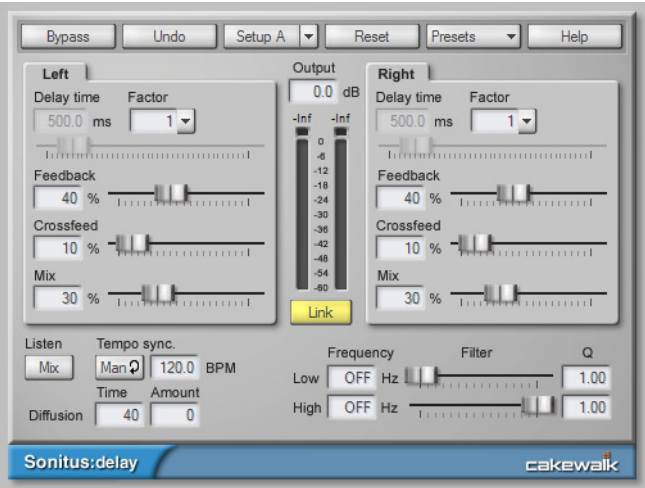 Bypass Undo Setup A Reset Presets Help
Left Output Right
0.0 dB
Delay time Factor
500.0 ms 1
-Inf -Inf
Delay time Factor
500.0 ms 1
0
-6
-12
-18
-24
-30
-36
-42
-48
-54
-60
Feedback
40 %
Crossfeed
10 %
Mix
30 %
Feedback
40 %
Crossfeed
10 %
Mix
30 %
Link
Listen Tempo sync.
Mix Man 120.0 BPM
Time Amount
Diffusion 40 0
Frequency Filter Q
Low OFF Hz 1.00
High OFF Hz 1.00
Sonitus:delay cakewalk